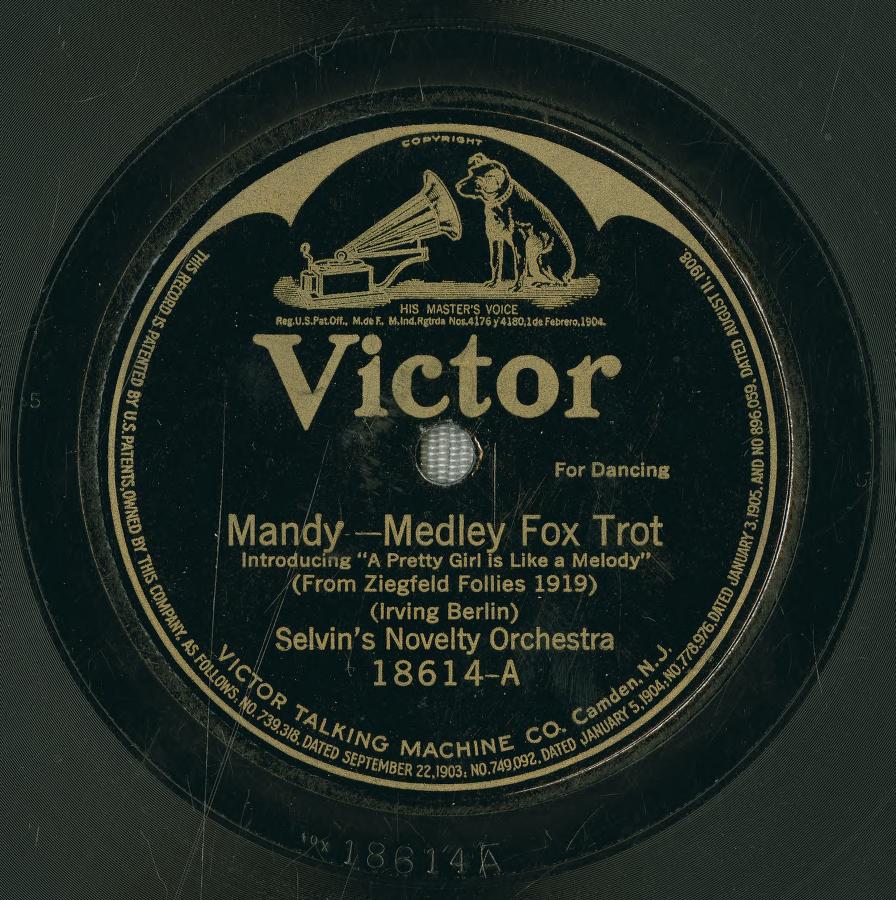 COPYRIGHT
HIS MASTER'S VOICE
Reg.U.S.Pat.Off., M.de F. M.Ind.Rgtrda Nos.4176 y 4180,1 de Febrero,1904.
Victor
For Dancing
Mandy —Medley Fox Trot
Introducing "A Pretty Girl is Like a Melody"
(From Ziegfeld Follies 1919)
(Irving Berlin)
Selvin's Novelty Orchestra
18614-A
VICTOR TALKING MACHINE CO. Camden, N.J.
THIS RECORD IS PATENTED BY U.S.PATENTS,OWNED BY THIS COMPANY, AS FOLLOWS: NO.739,318, DATED SEPTEMBER 22,1903; NO.749,092, DATED JANUARY 5,1904;NO.778,976,DATED JANUARY 3,1905. AND NO 896,059. DATED AUGUST 11,1908.
5
5
18614A